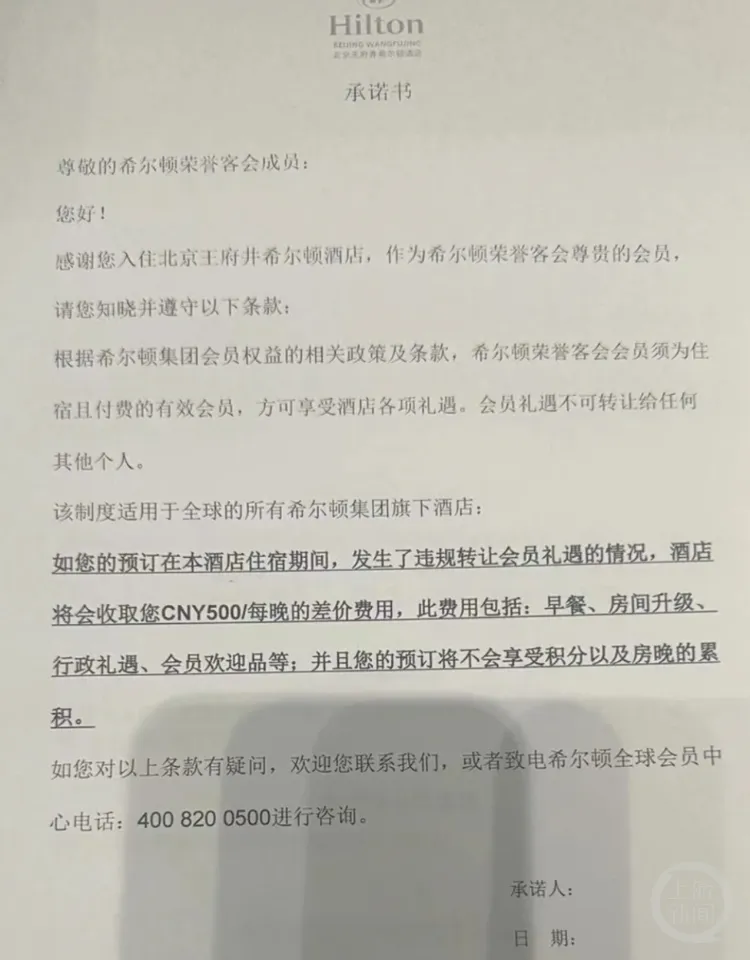 Hilton
BEIJING WANGFUJING
北京王府井希尔顿酒店
承诺书
尊敬的希尔顿荣誉客会成员：
您好！
感谢您入住北京王府井希尔顿酒店，作为希尔顿荣誉客会尊贵的会员，
请您知晓并遵守以下条款：
根据希尔顿集团会员权益的相关政策及条款，希尔顿荣誉客会会员须为住
宿且付费的有效会员，方可享受酒店各项礼遇。会员礼遇不可转让给任何
其他个人。
该制度适用于全球的所有希尔顿集团旗下酒店：
如您的预订在本酒店住宿期间，发生了违规转让会员礼遇的情况，酒店
将会收取您CNY500/每晚的差价费用，此费用包括：早餐、房间升级、
行政礼遇、会员欢迎品等；并且您的预订将不会享受积分以及房晚的累
积。
如您对以上条款有疑问，欢迎您联系我们，或者致电希尔顿全球会员中
心电话：400 820 0500进行咨询。
承诺人：
日 期：
上游
新闻